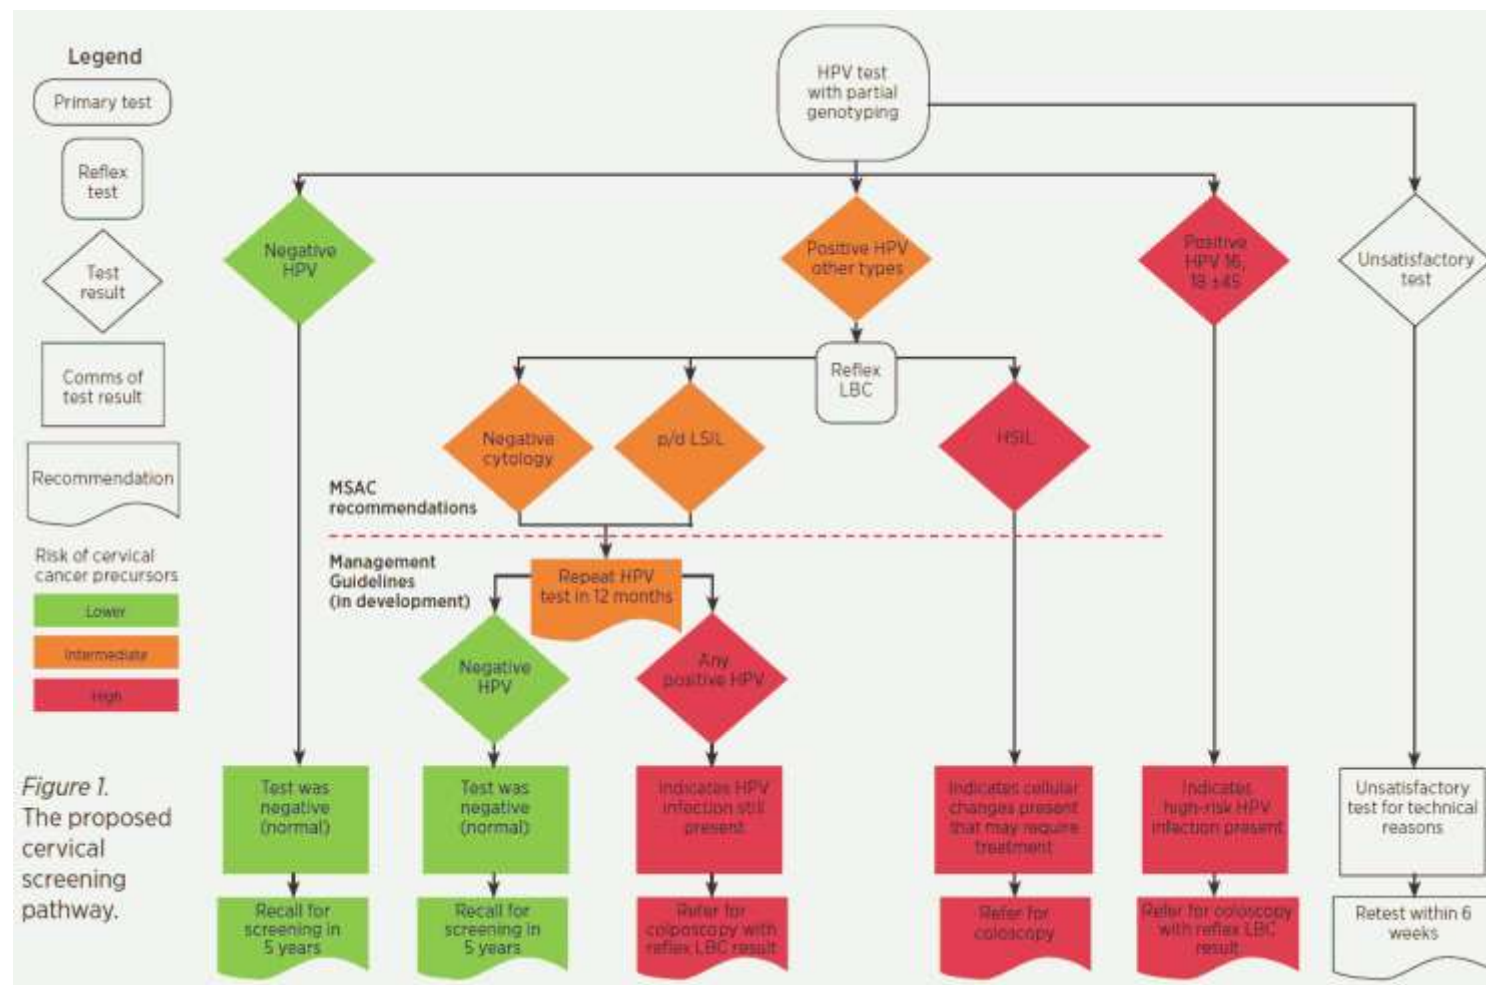 Legend
Primary test
Reflex
test
Test
result
Comms of
test result
Recommendation
Risk of cervical
cancer precursors
Lower
Intermediate
High
Figure 1.
The proposed
cervical
screening
pathway.
HPV test
with partial
genotyping
Negative
HPV
Positive HPV
other types
Positive
HPV 16,
18 ±45
Unsatisfactory
test
Reflex
LBC
Negative
cytology
p/d LSIL
HSIL
MSAC
recommendations
Management
Guidelines
(in development)
Repeat HPV
test in 12 months
Negative
HPV
Any
positive HPV
Test was
negative
(normal)
Test was
negative
(normal)
Indicates HPV
infection still
present
Indicates cellular
changes present
that may require
treatment
Indicates
high-risk HPV
infection present
Unsatisfactory
test for technical
reasons
Recall for
screening in
5 years
Recall for
screening in
5 years
Refer for
colposcopy with
reflex LBC result
Refer for
coloscopy
Refer for coloscopy
with reflex LBC
result
Retest within 6
weeks